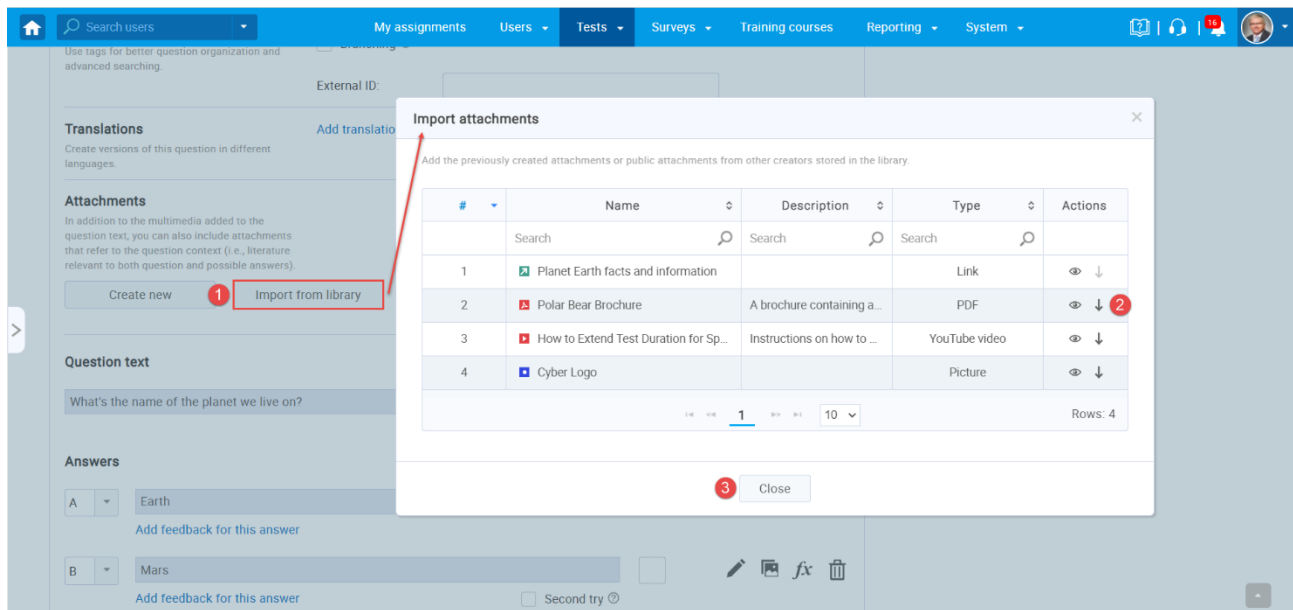 Search users
My assignments
Users
Tests
Surveys
Training courses
Reporting
System
16
Use tags for better question organization and
advanced searching.
External ID:
Translations
Create versions of this question in different
languages.
Add translatio
Attachments
In addition to the multimedia added to the
question text, you can also include attachments
that refer to the question context (i.e., literature
relevant to both question and possible answers).
Create new
1
Import from library
Question text
What's the name of the planet we live on?
Answers
A
Earth
Add feedback for this answer
B
Mars
fx
Add feedback for this answer
Second try
Import attachments
Add the previously created attachments or public attachments from other creators stored in the library.
# Name Description Type Actions
Search Search Search
1 Planet Earth facts and information Link
2 Polar Bear Brochure A brochure containing a... PDF 2
3 How to Extend Test Duration for Sp... Instructions on how to ... YouTube video
4 Cyber Logo Picture
1 10 Rows: 4
3 Close